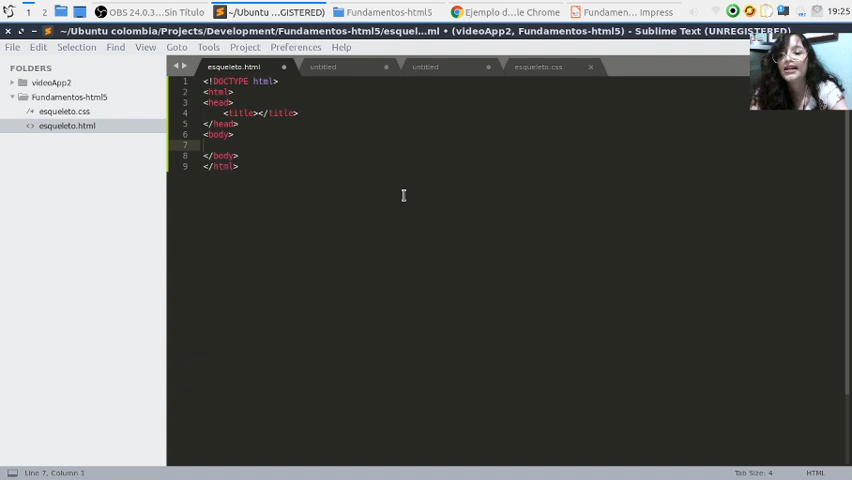 1 2 OBS 24.0.3...Sin Título ~/Ubuntu ...GISTERED) Fundamentos-html5 Ejemplo d...le Chrome Fundamen... Impress 19:25
~/Ubuntu colombia/Projects/Development/Fundamentos-html5/esquel...ml • (videoApp2, Fundamentos-html5) - Sublime Text (UNREGISTERED)
File Edit Selection Find View Goto Tools Project Preferences Help
FOLDERS
videoApp2
Fundamentos-html5
esqueleto.css
esqueleto.html
esqueleto.html untitled untitled esqueleto.css
1 <!DOCTYPE html>
2 <html>
3 <head>
4 <title></title>
5 </head>
6 <body>
7
8 </body>
9 </html>
Line 7, Column 1 Tab Size: 4 HTML